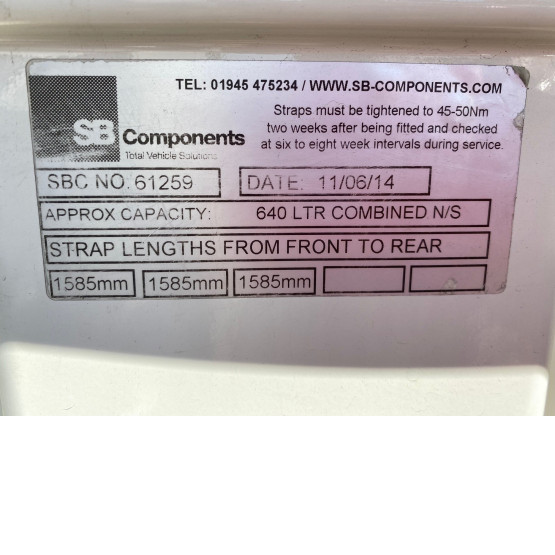 TEL: 01945 475234 / WWW.SB-COMPONENTS.COM
Straps must be tightened to 45-50Nm
two weeks after being fitted and checked
at six to eight week intervals during service.
SB Components
Total Vehicle Solutions
SBC NO: 61259 DATE: 11/06/14
APPROX CAPACITY: 640 LTR COMBINED N/S
STRAP LENGTHS FROM FRONT TO REAR
1585mm 1585mm 1585mm